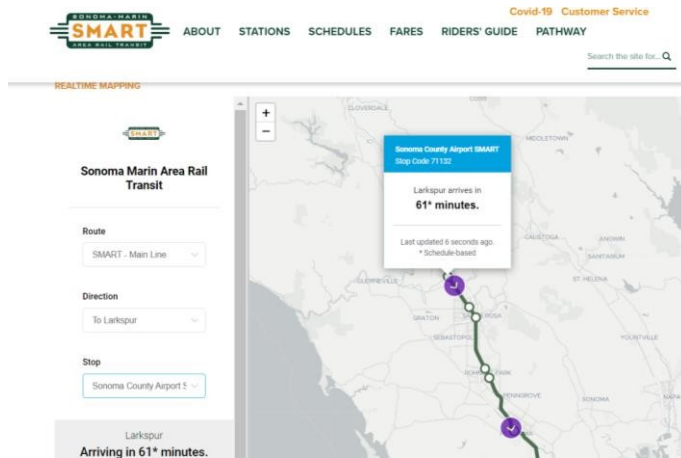 Covid-19 Customer Service
SONOMA-MARIN
SMART
AREA RAIL TRANSIT
ABOUT STATIONS SCHEDULES FARES RIDERS' GUIDE PATHWAY
Search the site for...
REALTIME MAPPING
SMART
Sonoma Marin Area Rail
Transit
Route
SMART - Main Line
Direction
To Larkspur
Stop
Sonoma County Airport S
Larkspur
Arriving in 61* minutes.
+
−
CLOVERDALE
MIDDLETOWN
Sonoma County Airport SMART
Stop Code 71132
Larkspur arrives in
61* minutes.
Last updated 6 seconds ago.
* Schedule-based
CALISTOGA
ANGWIN
SANITARIUM
GUERNEVILLE
ST. HELENA
GRATON
ROSA
SEBASTOPOL
YOUNTVILLE
PARK
PENNGROVE
SONOMA
NAPA